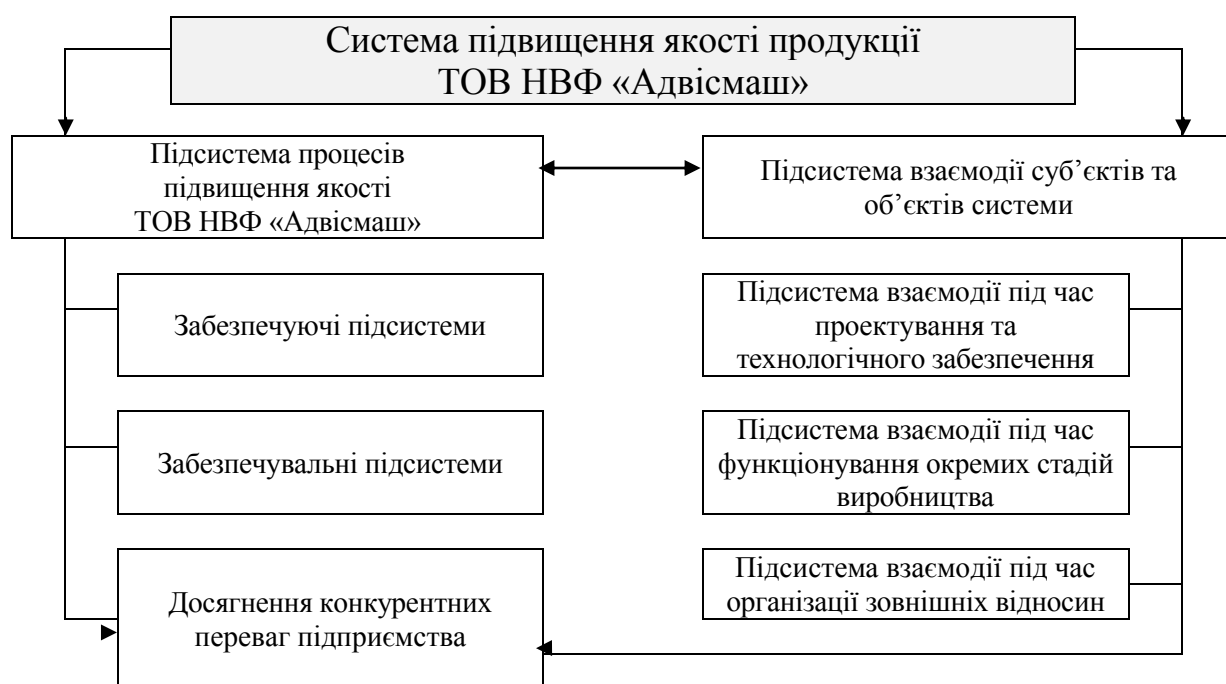 Система підвищення якості продукції
ТОВ НВФ «Адвісмаш»
Підсистема процесів
підвищення якості
ТОВ НВФ «Адвісмаш»
Підсистема взаємодії суб’єктів та
об’єктів системи
Забезпечуючі підсистеми
Підсистема взаємодії під час
проектування та
технологічного забезпечення
Забезпечувальні підсистеми
Підсистема взаємодії під час
функціонування окремих стадій
виробництва
Досягнення конкурентних
переваг підприємства
Підсистема взаємодії під час
організації зовнішніх відносин